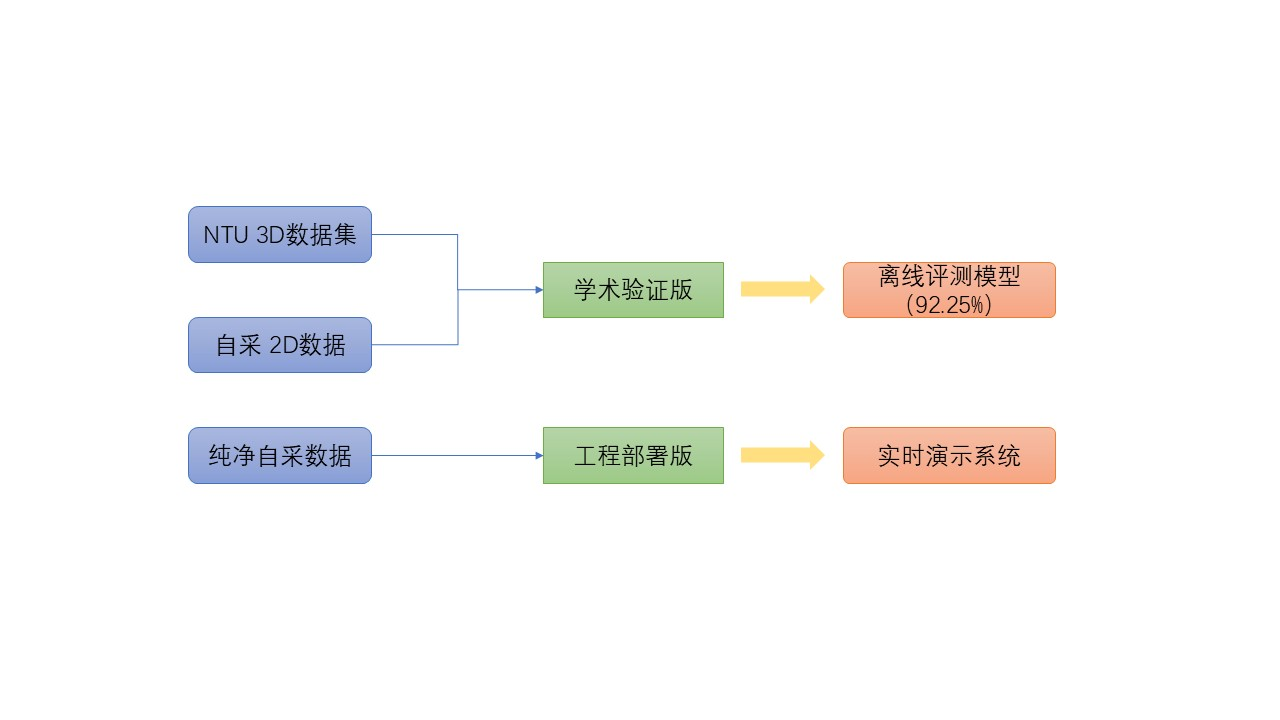 NTU 3D数据集
自采 2D数据
学术验证版
离线评测模型
（92.25%）
纯净自采数据
工程部署版
实时演示系统